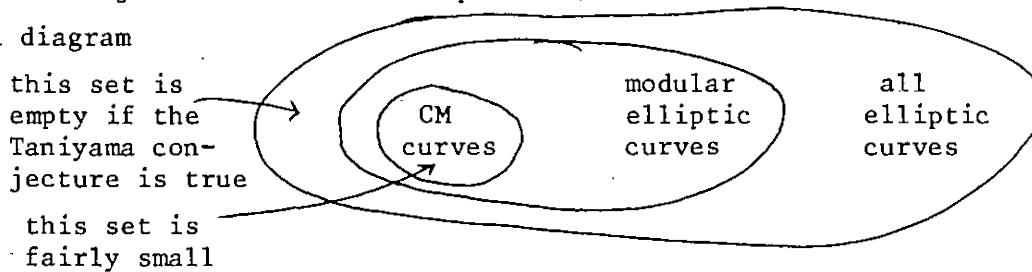 diagram
this set is
empty if the
Taniyama con-
jecture is true
this set is
fairly small
CM
curves
modular
elliptic
curves
all
elliptic
curves